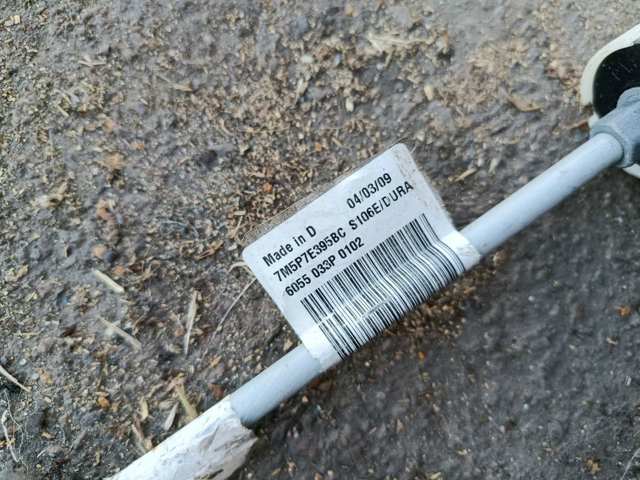 Made in D 04/03/09
7M5P7E395BC S106E/DURA
6055 033P 0102